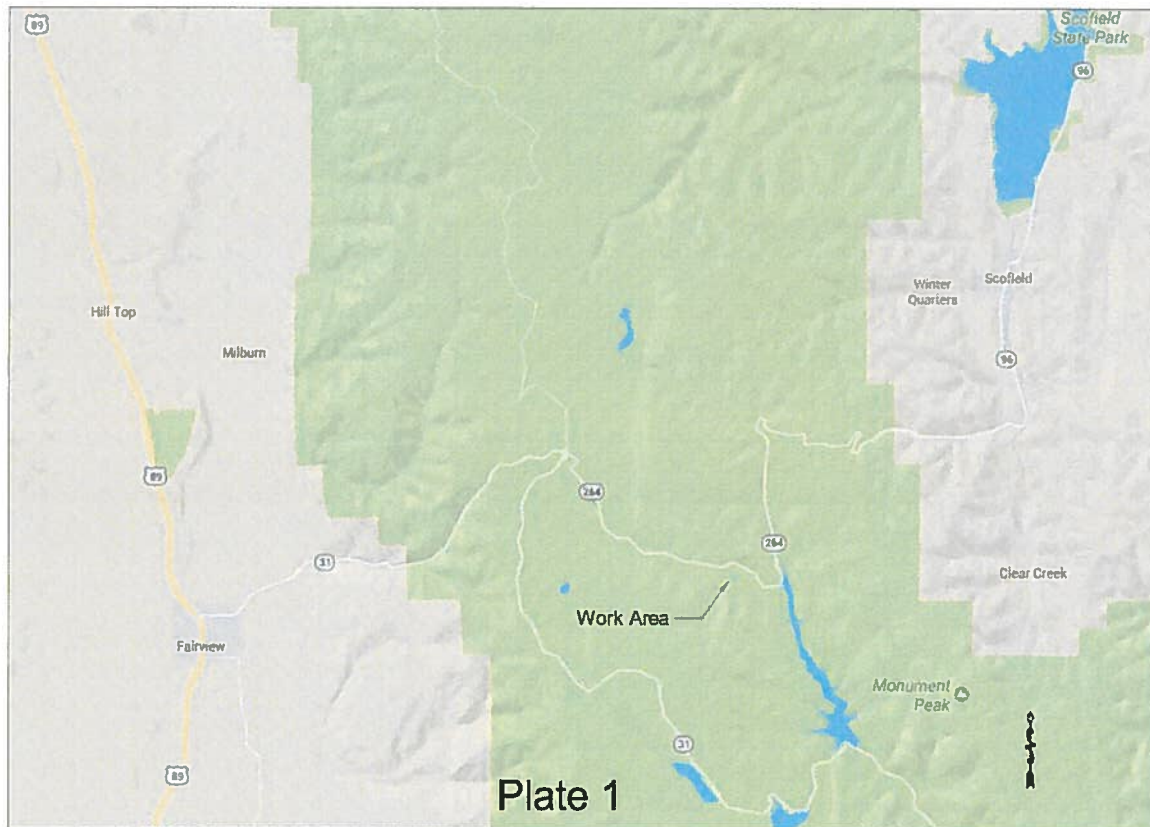 89
Scofield
State Park
96
Hill Top
Milburn
Winter
Quarters
Scofield
96
89
264
31
264
Clear Creek
Work Area
Fairview
Monument
Peak
31
89
Plate 1